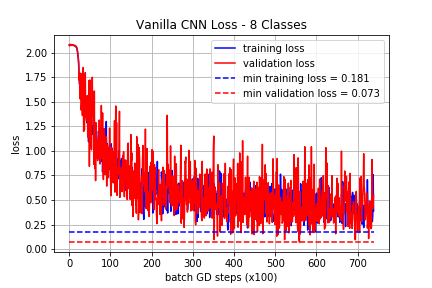 Vanilla CNN Loss - 8 Classes
training loss
validation loss
min training loss = 0.181
min validation loss = 0.073
loss
2.00
1.75
1.50
1.25
1.00
0.75
0.50
0.25
0.00
0 100 200 300 400 500 600 700
batch GD steps (x100)